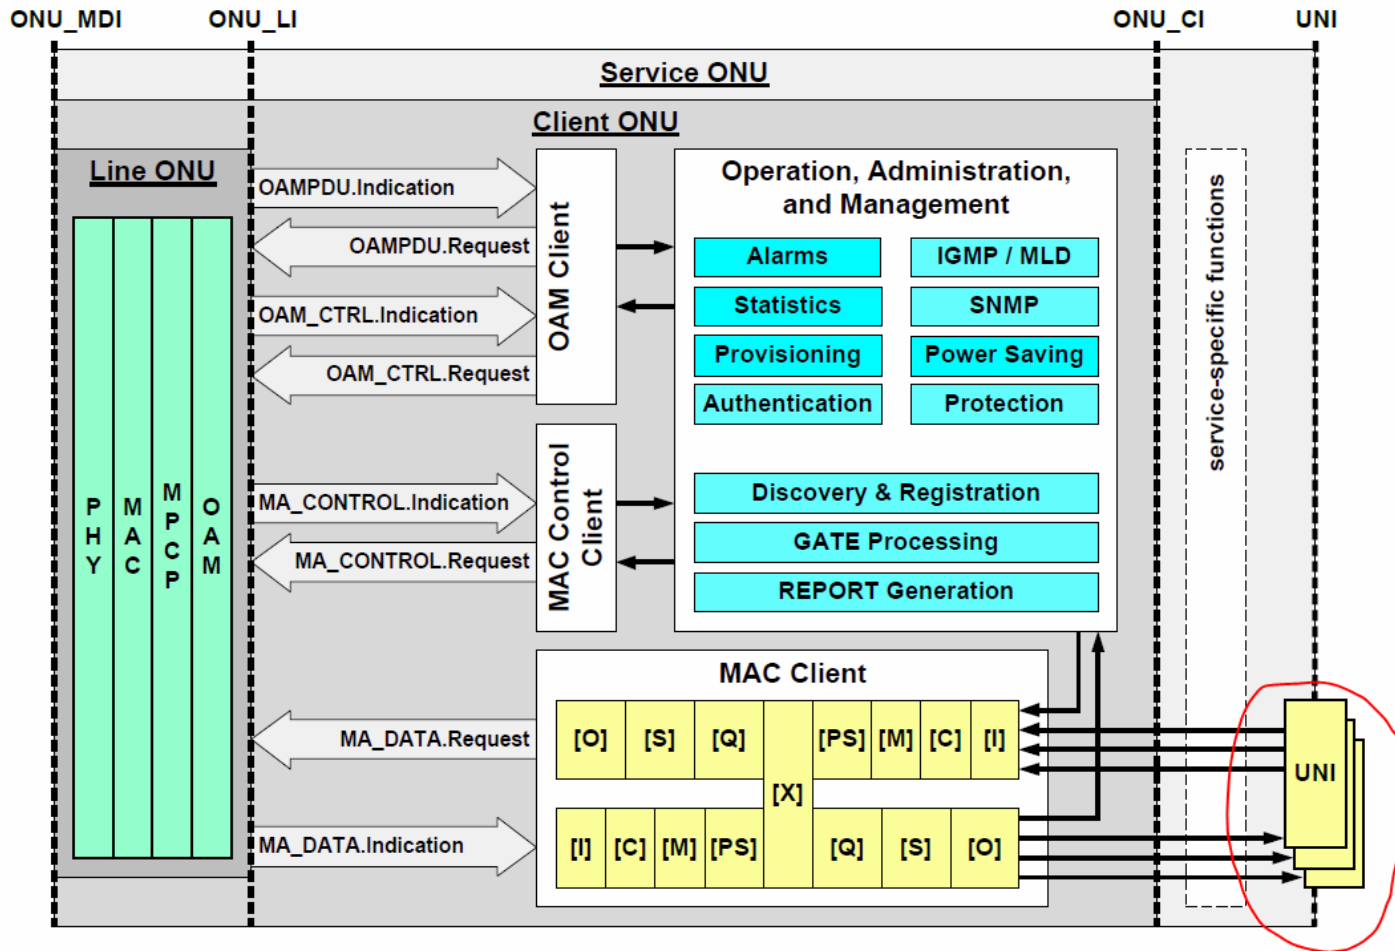 ONU_MDI
ONU_LI
ONU_CI
UNI
Service ONU
Client ONU
Line ONU
PHY
MAC
MPCP
OAM
OAMPDU.Indication
OAMPDU.Request
OAM_CTRL.Indication
OAM_CTRL.Request
MA_CONTROL.Indication
MA_CONTROL.Request
MA_DATA.Request
MA_DATA.Indication
OAM Client
MAC Control
Client
Operation, Administration,
and Management
Alarms
IGMP / MLD
Statistics
SNMP
Provisioning
Power Saving
Authentication
Protection
Discovery & Registration
GATE Processing
REPORT Generation
MAC Client
[O] [S] [Q] [PS] [M] [C] [I]
[X]
[I] [C] [M] [PS] [Q] [S] [O]
service-specific functions
UNI